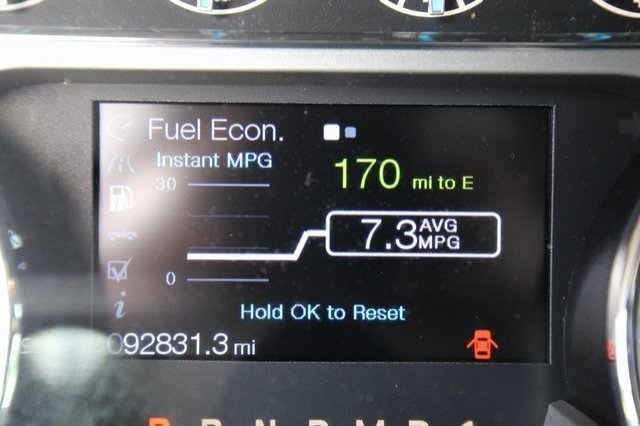 Fuel Econ.
Instant MPG
30
170 mi to E
7.3 AVG MPG
0
Hold OK to Reset
092831.3 mi